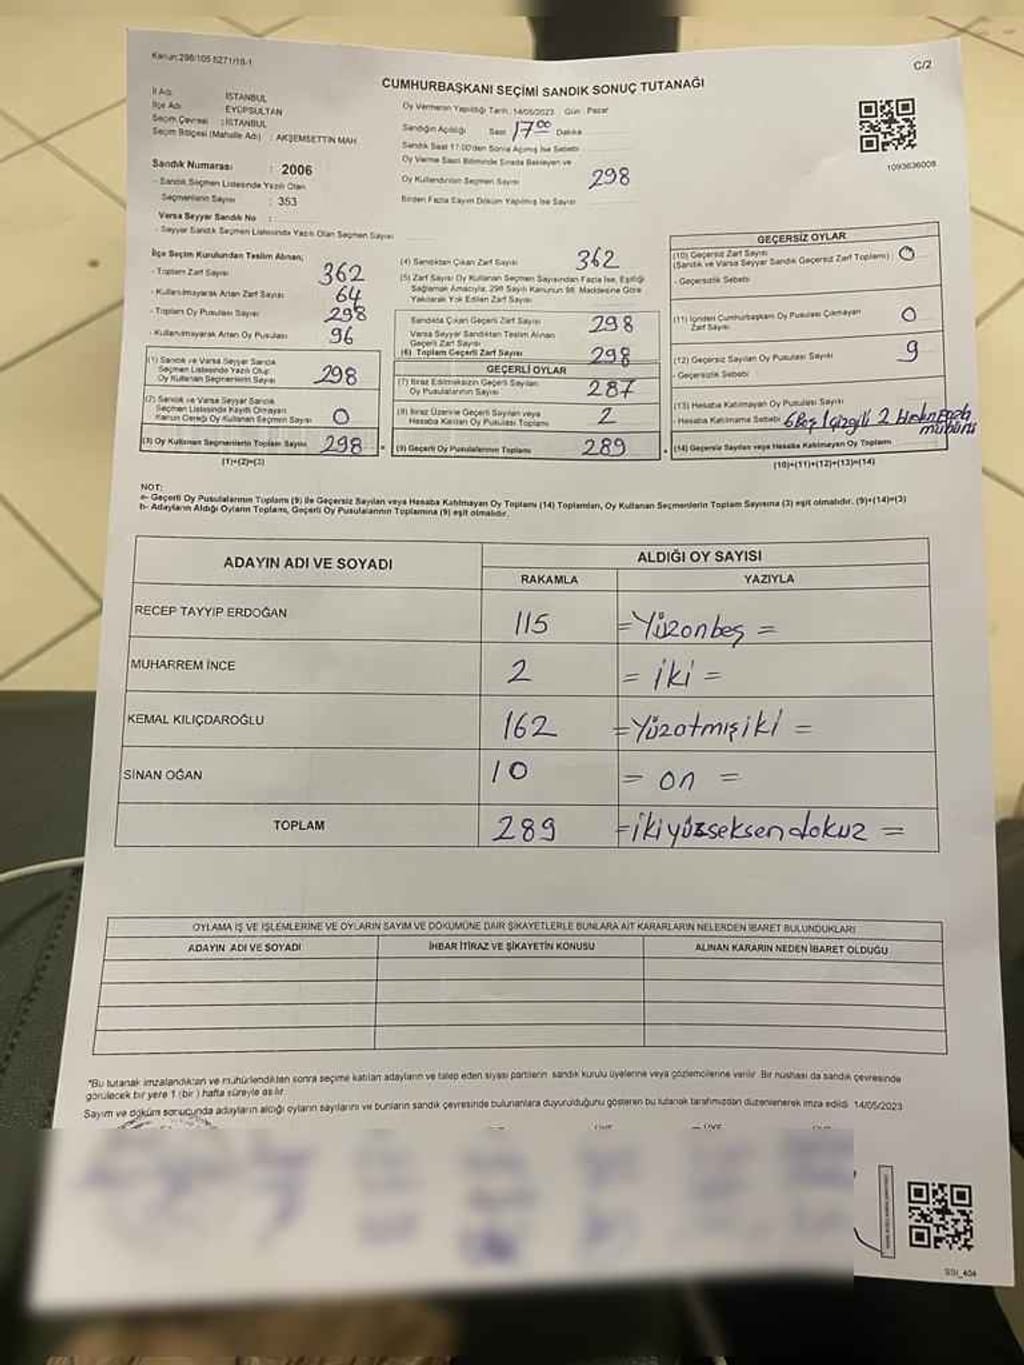 Kanun:298/105 5271/18-1
C/2
CUMHURBAŞKANI SEÇİMİ SANDIK SONUÇ TUTANAĞI
İl Adı : İSTANBUL
İlçe Adı : EYÜPSULTAN
Seçim Çevresi : İSTANBUL
Seçim Bölgesi (Mahalle Adı) : AKŞEMSETTİN MAH.
Sandık Numarası : 2006
- Sandık Seçmen Listesinde Yazılı Olan
Seçmenlerin Sayısı : 353
Varsa Seyyar Sandık No :
- Seyyar Sandık Seçmen Listesinde Yazılı Olan Seçmen Sayısı
Oy Vermenin Yapıldığı Tarih: 14/05/2023 Gün : Pazar
Sandığın Açıldığı Saat 17 00 Dakika
Sandık Saat 17:00'den Sonra Açılmış İse Sebebi
Oy Verme Saati Bitiminde Sırada Bekleyen ve
Oy Kullandırılan Seçmen Sayısı 298
Birden Fazla Sayım Döküm Yapılmış İse Sayısı
1093636008
İlçe Seçim Kurulundan Teslim Alınan;
- Toplam Zarf Sayısı 362
- Kullanılmayarak Artan Zarf Sayısı 64
- Toplam Oy Pusulası Sayısı 298
- Kullanılmayarak Artan Oy Pusulası 96
(1) Sandık ve Varsa Seyyar Sandık
Seçmen Listesinde Yazılı Olup
Oy Kullanan Seçmenlerin Sayısı 298
(2) Sandık ve Varsa Seyyar Sandık
Seçmen Listesinde Kayıtlı Olmayan
Kanun Gereği Oy Kullanan Seçmen Sayısı 0
(3) Oy Kullanan Seçmenlerin Toplam Sayısı 298
(1)+(2)=(3)
(4) Sandıktan Çıkan Zarf Sayısı 362
(5) Zarf Sayısı Oy Kullanan Seçmen Sayısından Fazla İse, Eşitliği
Sağlamak Amacıyla, 298 Sayılı Kanunun 98. Maddesine Göre
Yakılarak Yok Edilen Zarf Sayısı
Sandıkta Çıkan Geçerli Zarf Sayısı 298
Varsa Seyyar Sandıktan Teslim Alınan
Geçerli Zarf Sayısı
(6) Toplam Geçerli Zarf Sayısı 298
GEÇERLİ OYLAR
(7) İtiraz Edilmeksizin Geçerli Sayılan
Oy Pusulalarının Sayısı 287
(8) İtiraz Üzerine Geçerli Sayılan veya
Hesaba Katılan Oy Pusulası Toplamı 2
(9) Geçerli Oy Pusulalarının Toplamı 289
GEÇERSİZ OYLAR
(10) Geçersiz Zarf Sayısı
(Sandık ve Varsa Seyyar Sandık Geçersiz Zarf Toplamı) 0
- Geçersizlik Sebebi
(11) İçinden Cumhurbaşkanı Oy Pusulası Çıkmayan
Zarf Sayısı 0
(12) Geçersiz Sayılan Oy Pusulası Sayısı 9
- Geçersizlik Sebebi
(13) Hesaba Katılmayan Oy Pusulası Sayısı
- Hesaba Katılmama Sebebi 6 Boş 1 çizgili 2
mühürü
(14) Geçersiz Sayılan veya Hesaba Katılmayan Oy Toplamı
(10)+(11)+(12)+(13)=(14)
NOT:
a- Geçerli Oy Pusulalarının Toplamı (9) ile Geçersiz Sayılan veya Hesaba Katılmayan Oy Toplamı (14) Toplamları, Oy Kullanan Seçmenlerin Toplam Sayısına (3) eşit olmalıdır. (9)+(14)=(3)
b- Adayların Aldığı Oyların Toplamı, Geçerli Oy Pusulalarının Toplamına (9) eşit olmalıdır.
ADAYIN ADI VE SOYADI
ALDIĞI OY SAYISI
RAKAMLA YAZIYLA
RECEP TAYYIP ERDOĞAN 115 =Yüzonbeş =
MUHARREM İNCE 2 = iki =
KEMAL KILIÇDAROĞLU 162 =Yüzatmışiki =
SİNAN OĞAN 10 = on =
TOPLAM 289 =ikiyüzseksendokuz =
OYLAMA İŞ VE İŞLEMLERİNE VE OYLARIN SAYIM VE DÖKÜMÜNE DAİR ŞİKAYETLERLE BUNLARA AİT KARARLARIN NELERDEN İBARET BULUNDUKLARI
ADAYIN ADI VE SOYADI İHBAR İTİRAZ VE ŞİKAYETİN KONUSU ALINAN KARARIN NEDEN İBARET OLDUĞU
*Bu tutanak imzalandıktan ve mühürlendikten sonra seçime katılan adayların ve talep eden siyasi partilerin sandık kurulu üyelerine veya gözlemcilerine verilir. Bir nüshası da sandık çevresinde
görülecek bir yere 1 (bir) hafta süreyle asılır.
Sayım ve döküm sonucunda adayların aldığı oyların sayılarını ve bunların sandık çevresinde bulunanlara duyurulduğunu gösteren bu tutanak tarafımızdan düzenlenerek imza edildi. 14/05/2023